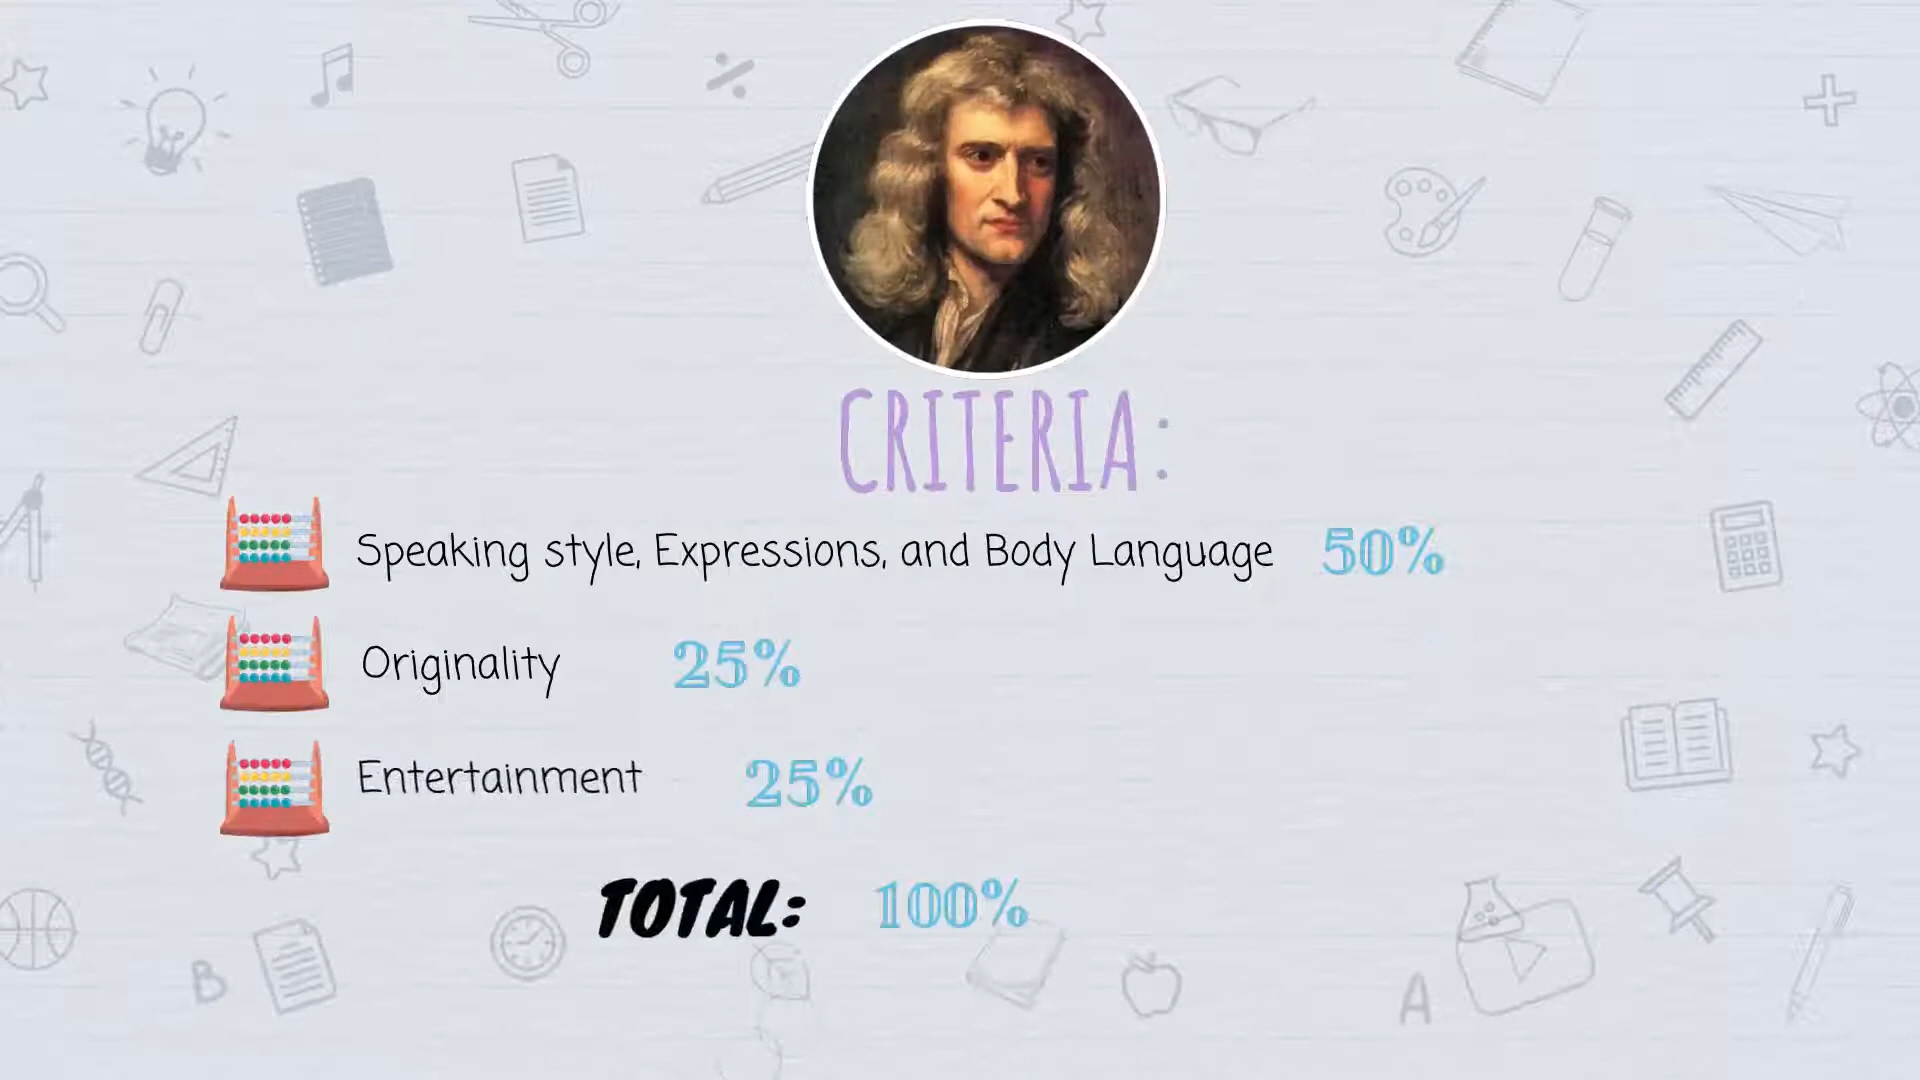 CRITERIA:
Speaking style, Expressions, and Body Language 50%
Originality 25%
Entertainment 25%
TOTAL: 100%
B
A